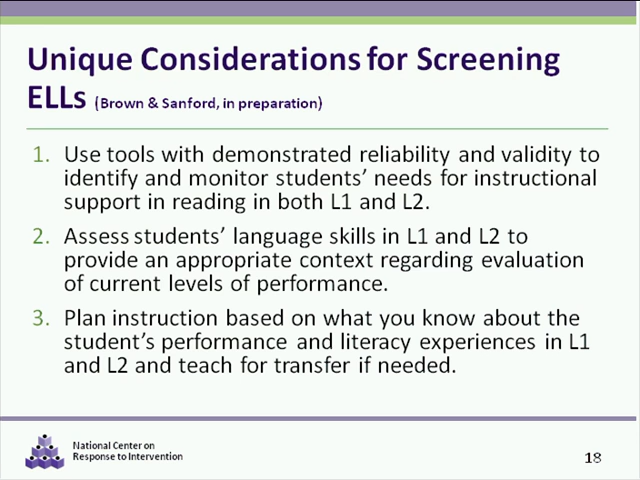 Unique Considerations for Screening
ELLs (Brown & Sanford, in preparation)
1. Use tools with demonstrated reliability and validity to
identify and monitor students' needs for instructional
support in reading in both L1 and L2.
2. Assess students' language skills in L1 and L2 to
provide an appropriate context regarding evaluation
of current levels of performance.
3. Plan instruction based on what you know about the
student's performance and literacy experiences in L1
and L2 and teach for transfer if needed.
National Center on
Response to Intervention
18